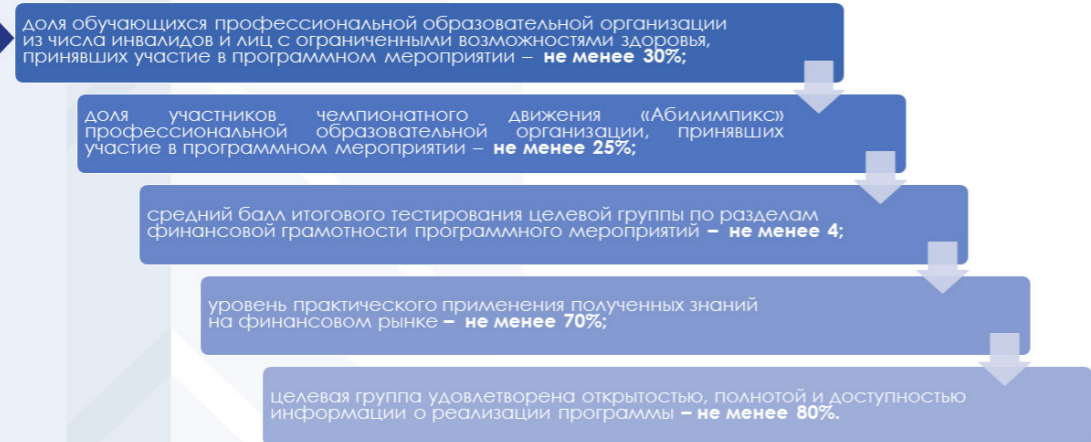 доля обучающихся профессиональной образовательной организации
из числа инвалидов и лиц с ограниченными возможностями здоровья,
принявших участие в программном мероприятии – не менее 30%;
доля участников чемпионатного движения «Абилимпикс»
профессиональной образовательной организации, принявших
участие в программном мероприятии – не менее 25%;
средний балл итогового тестирования целевой группы по разделам
финансовой грамотности программного мероприятий – не менее 4;
уровень практического применения полученных знаний
на финансовом рынке – не менее 70%;
целевая группа удовлетворена открытостью, полнотой и доступностью
информации о реализации программы – не менее 80%.